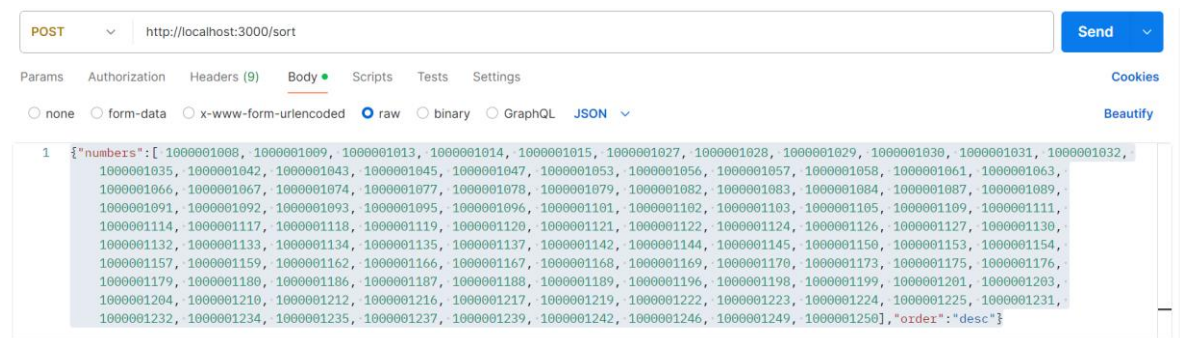 POST http://localhost:3000/sort Send
Params Authorization Headers (9) Body Scripts Tests Settings Cookies
none form-data x-www-form-urlencoded raw binary GraphQL JSON Beautify
1 {"numbers":[ 1000001008, 1000001009, 1000001013, 1000001014, 1000001015, 1000001027, 1000001028, 1000001029, 1000001030, 1000001031, 1000001032,
1000001035, 1000001042, 1000001043, 1000001045, 1000001047, 1000001053, 1000001056, 1000001057, 1000001058, 1000001061, 1000001063,
1000001066, 1000001067, 1000001074, 1000001077, 1000001078, 1000001079, 1000001082, 1000001083, 1000001084, 1000001087, 1000001089,
1000001091, 1000001092, 1000001093, 1000001095, 1000001096, 1000001101, 1000001102, 1000001103, 1000001105, 1000001109, 1000001111,
1000001114, 1000001117, 1000001118, 1000001119, 1000001120, 1000001121, 1000001122, 1000001124, 1000001126, 1000001127, 1000001130,
1000001132, 1000001133, 1000001134, 1000001135, 1000001137, 1000001142, 1000001144, 1000001145, 1000001150, 1000001153, 1000001154,
1000001157, 1000001159, 1000001162, 1000001166, 1000001167, 1000001168, 1000001169, 1000001170, 1000001173, 1000001175, 1000001176,
1000001179, 1000001180, 1000001186, 1000001187, 1000001188, 1000001189, 1000001196, 1000001198, 1000001199, 1000001201, 1000001203,
1000001204, 1000001210, 1000001212, 1000001216, 1000001217, 1000001219, 1000001222, 1000001223, 1000001224, 1000001225, 1000001231,
1000001232, 1000001234, 1000001235, 1000001237, 1000001239, 1000001242, 1000001246, 1000001249, 1000001250],"order":"desc"}